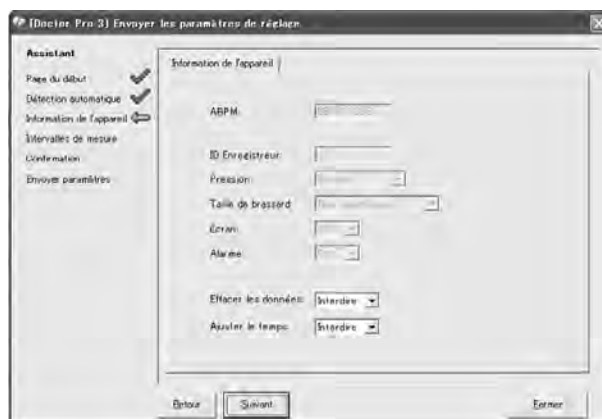 [Doctor Pro 3] Envoyer les paramètres de réglage
Assistant
Page du début
Détection automatique
Information de l'appareil
Intervalles de mesure
Confirmation
Envoyer paramètres
Information de l'appareil
ABPM:
ID Enregistreur:
Pression:
Taille de brassard
Ecran:
Alarme:
Effacer les données: Interdire
Ajuster le temps: Interdire
Retour Suivant Fermer